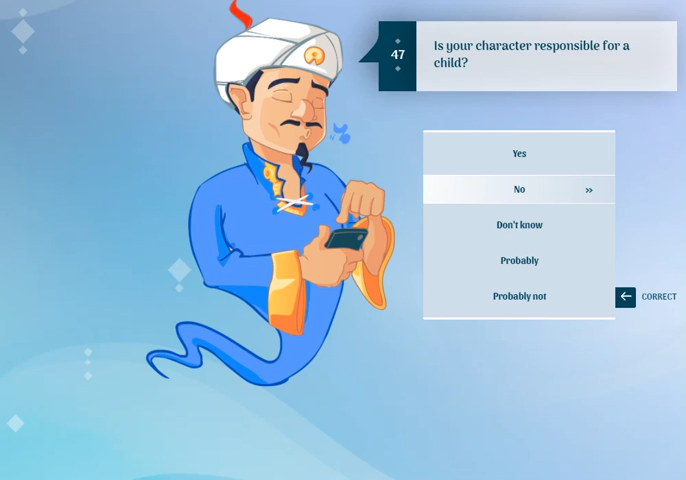 47
Is your character responsible for a
child?
Yes
No »
Don't know
Probably
Probably not
CORRECT